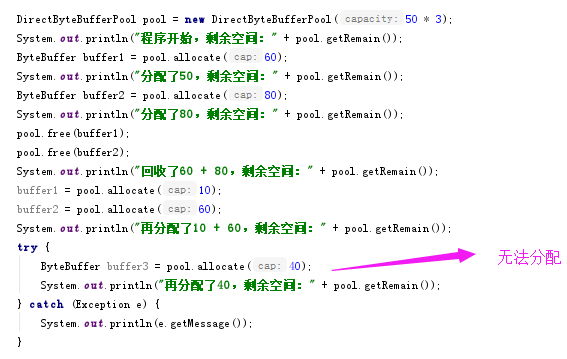 DirectByteBufferPool pool = new DirectByteBufferPool( capacity: 50 * 3);
System.out.println("程序开始，剩余空间：" + pool.getRemain());
ByteBuffer buffer1 = pool.allocate( cap: 60);
System.out.println("分配了50，剩余空间：" + pool.getRemain());
ByteBuffer buffer2 = pool.allocate( cap: 80);
System.out.println("分配了80，剩余空间：" + pool.getRemain());
pool.free(buffer1);
pool.free(buffer2);
System.out.println("回收了60 + 80，剩余空间：" + pool.getRemain());
buffer1 = pool.allocate( cap: 10);
buffer2 = pool.allocate( cap: 60);
System.out.println("再分配了10 + 60，剩余空间：" + pool.getRemain());
try {
ByteBuffer buffer3 = pool.allocate( cap: 40);
无法分配
System.out.println("再分配了40，剩余空间：" + pool.getRemain());
} catch (Exception e) {
System.out.println(e.getMessage());
}